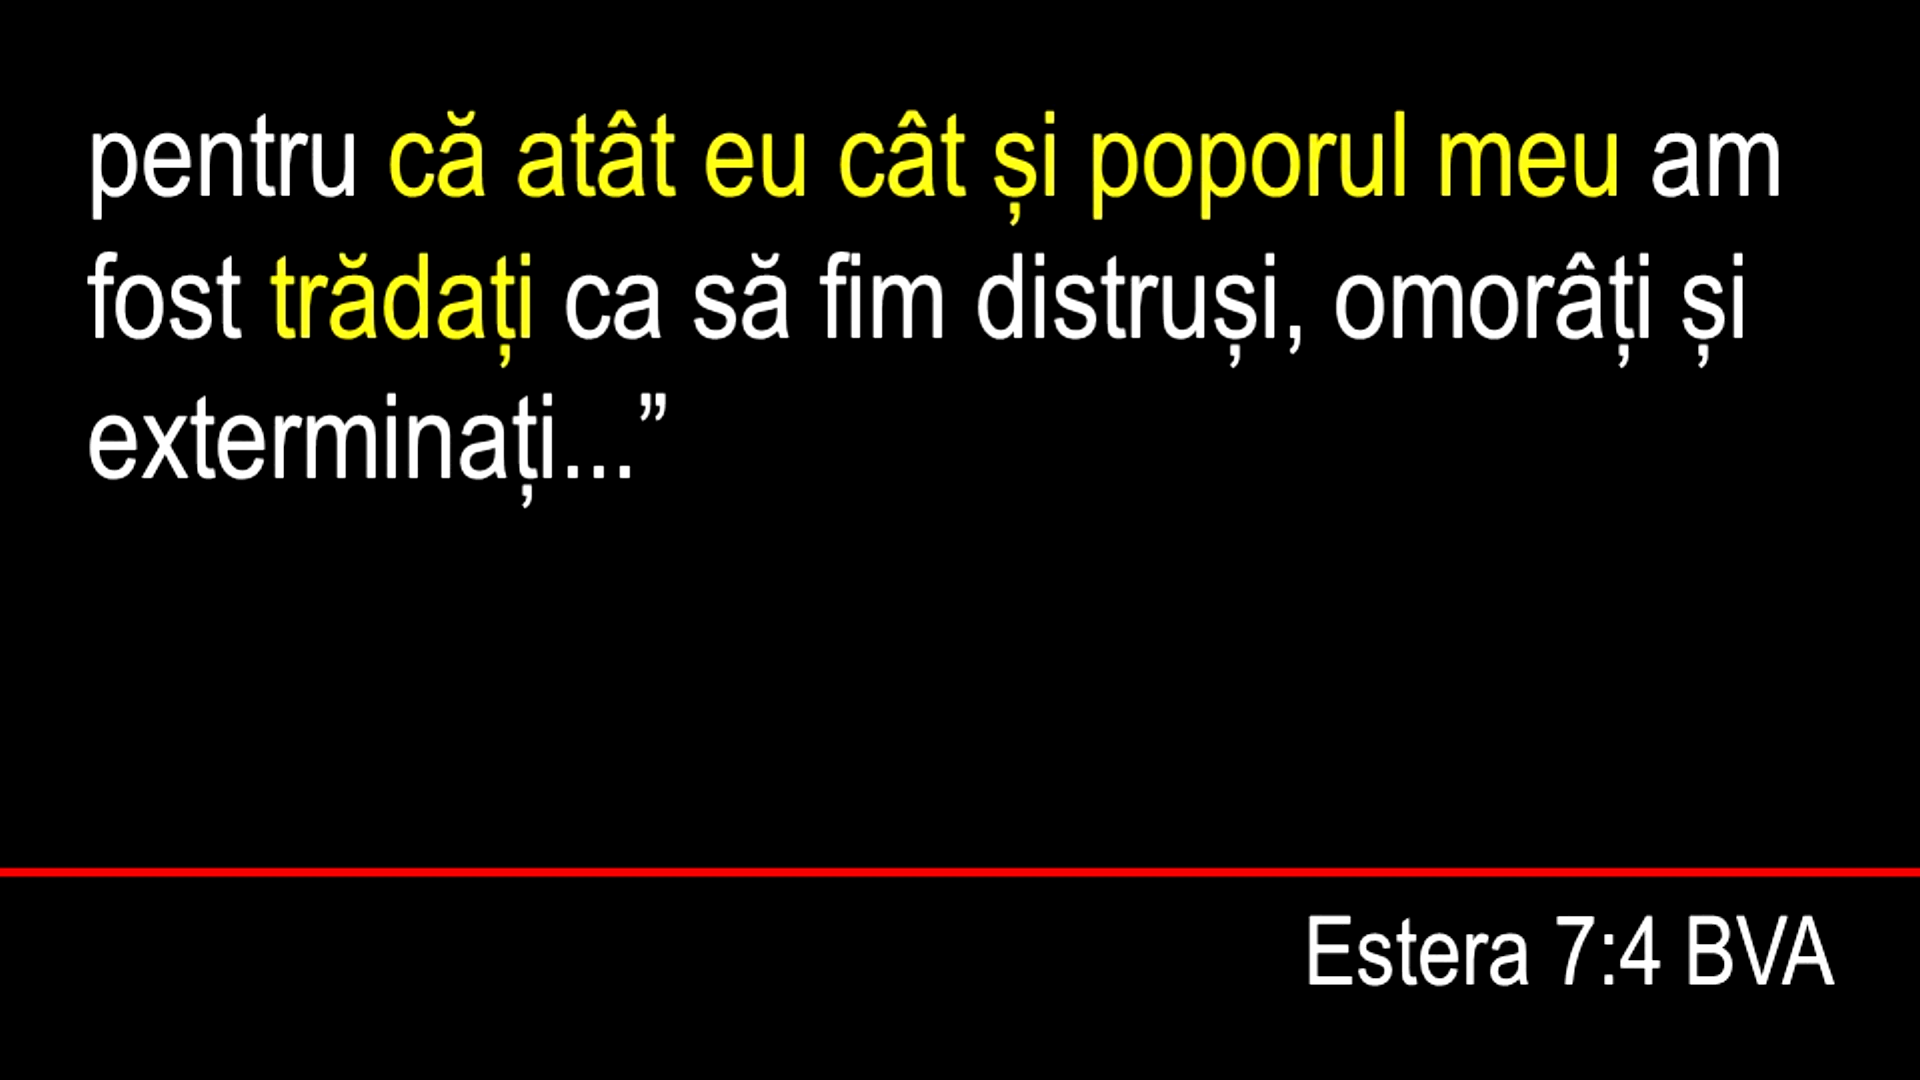 pentru că atât eu cât și poporul meu am
fost trădați ca să fim distruși, omorâți și
exterminați...”
Estera 7:4 BVA